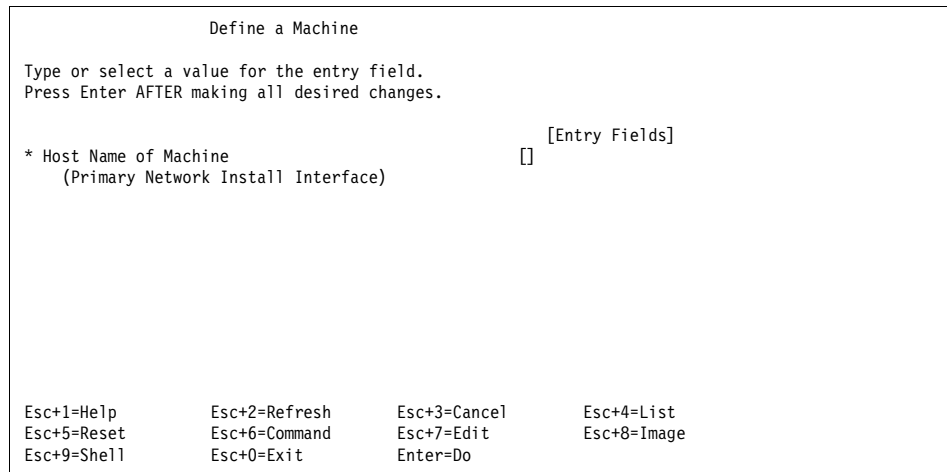 Define a Machine
Type or select a value for the entry field.
Press Enter AFTER making all desired changes.
[Entry Fields]
* Host Name of Machine []
(Primary Network Install Interface)
Esc+1=Help Esc+2=Refresh Esc+3=Cancel Esc+4=List
Esc+5=Reset Esc+6=Command Esc+7=Edit Esc+8=Image
Esc+9=Shell Esc+0=Exit Enter=Do